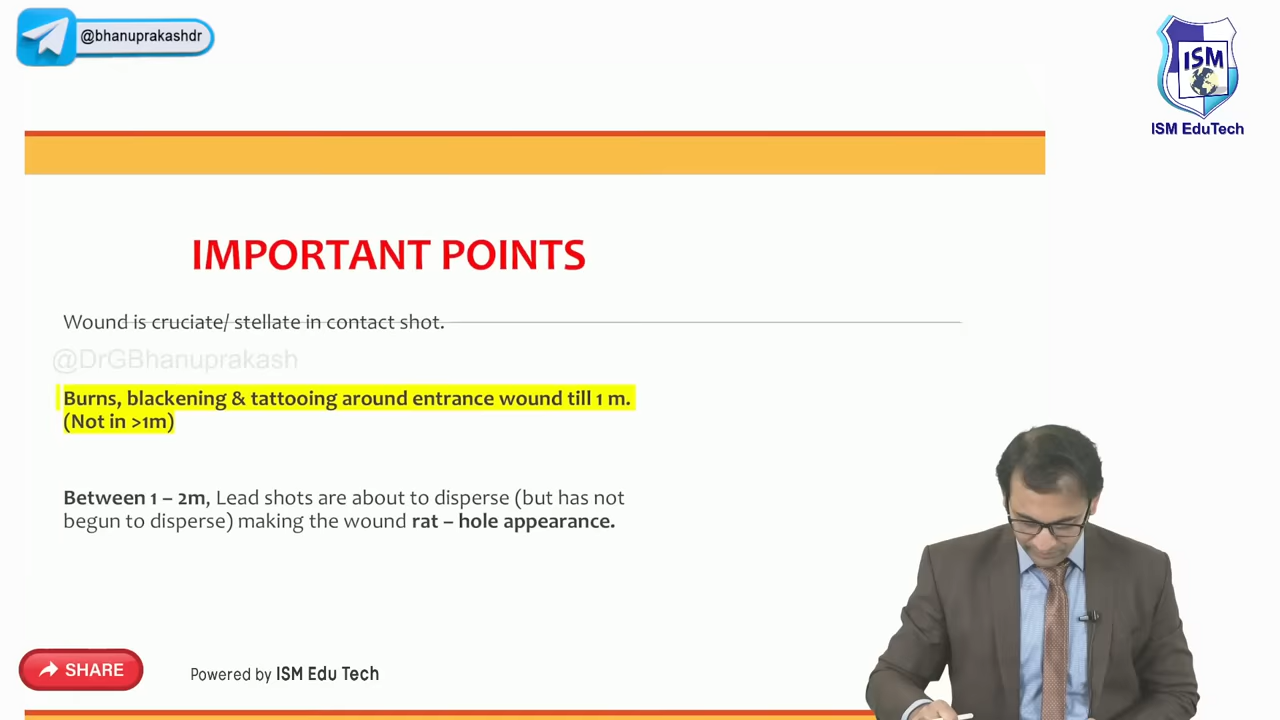 @bhanuprakashdr
ISM
ISM EduTech
IMPORTANT POINTS
Wound is cruciate/ stellate in contact shot.
@DrGBhanuprakash
Burns, blackening & tattooing around entrance wound till 1 m.
(Not in >1m)
Between 1 – 2m, Lead shots are about to disperse (but has not
begun to disperse) making the wound rat – hole appearance.
SHARE
Powered by ISM Edu Tech